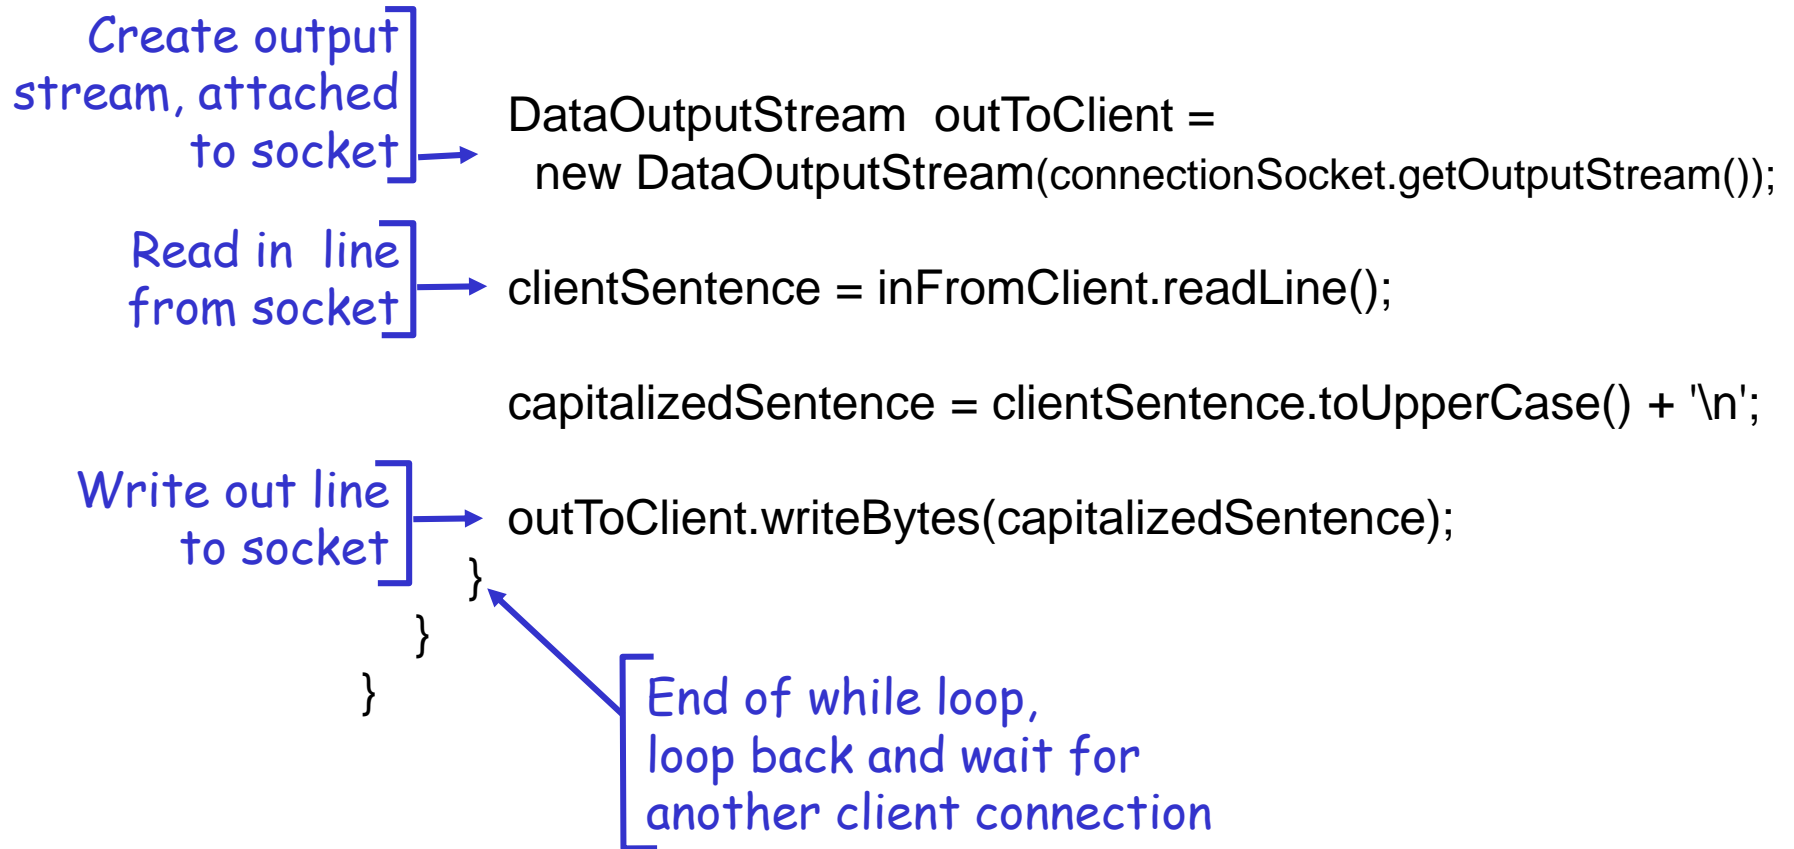 Create output
stream, attached
to socket
DataOutputStream outToClient =
new DataOutputStream(connectionSocket.getOutputStream());
Read in line
from socket
clientSentence = inFromClient.readLine();
capitalizedSentence = clientSentence.toUpperCase() + '\n';
Write out line
to socket
outToClient.writeBytes(capitalizedSentence);
}
}
}
End of while loop,
loop back and wait for
another client connection